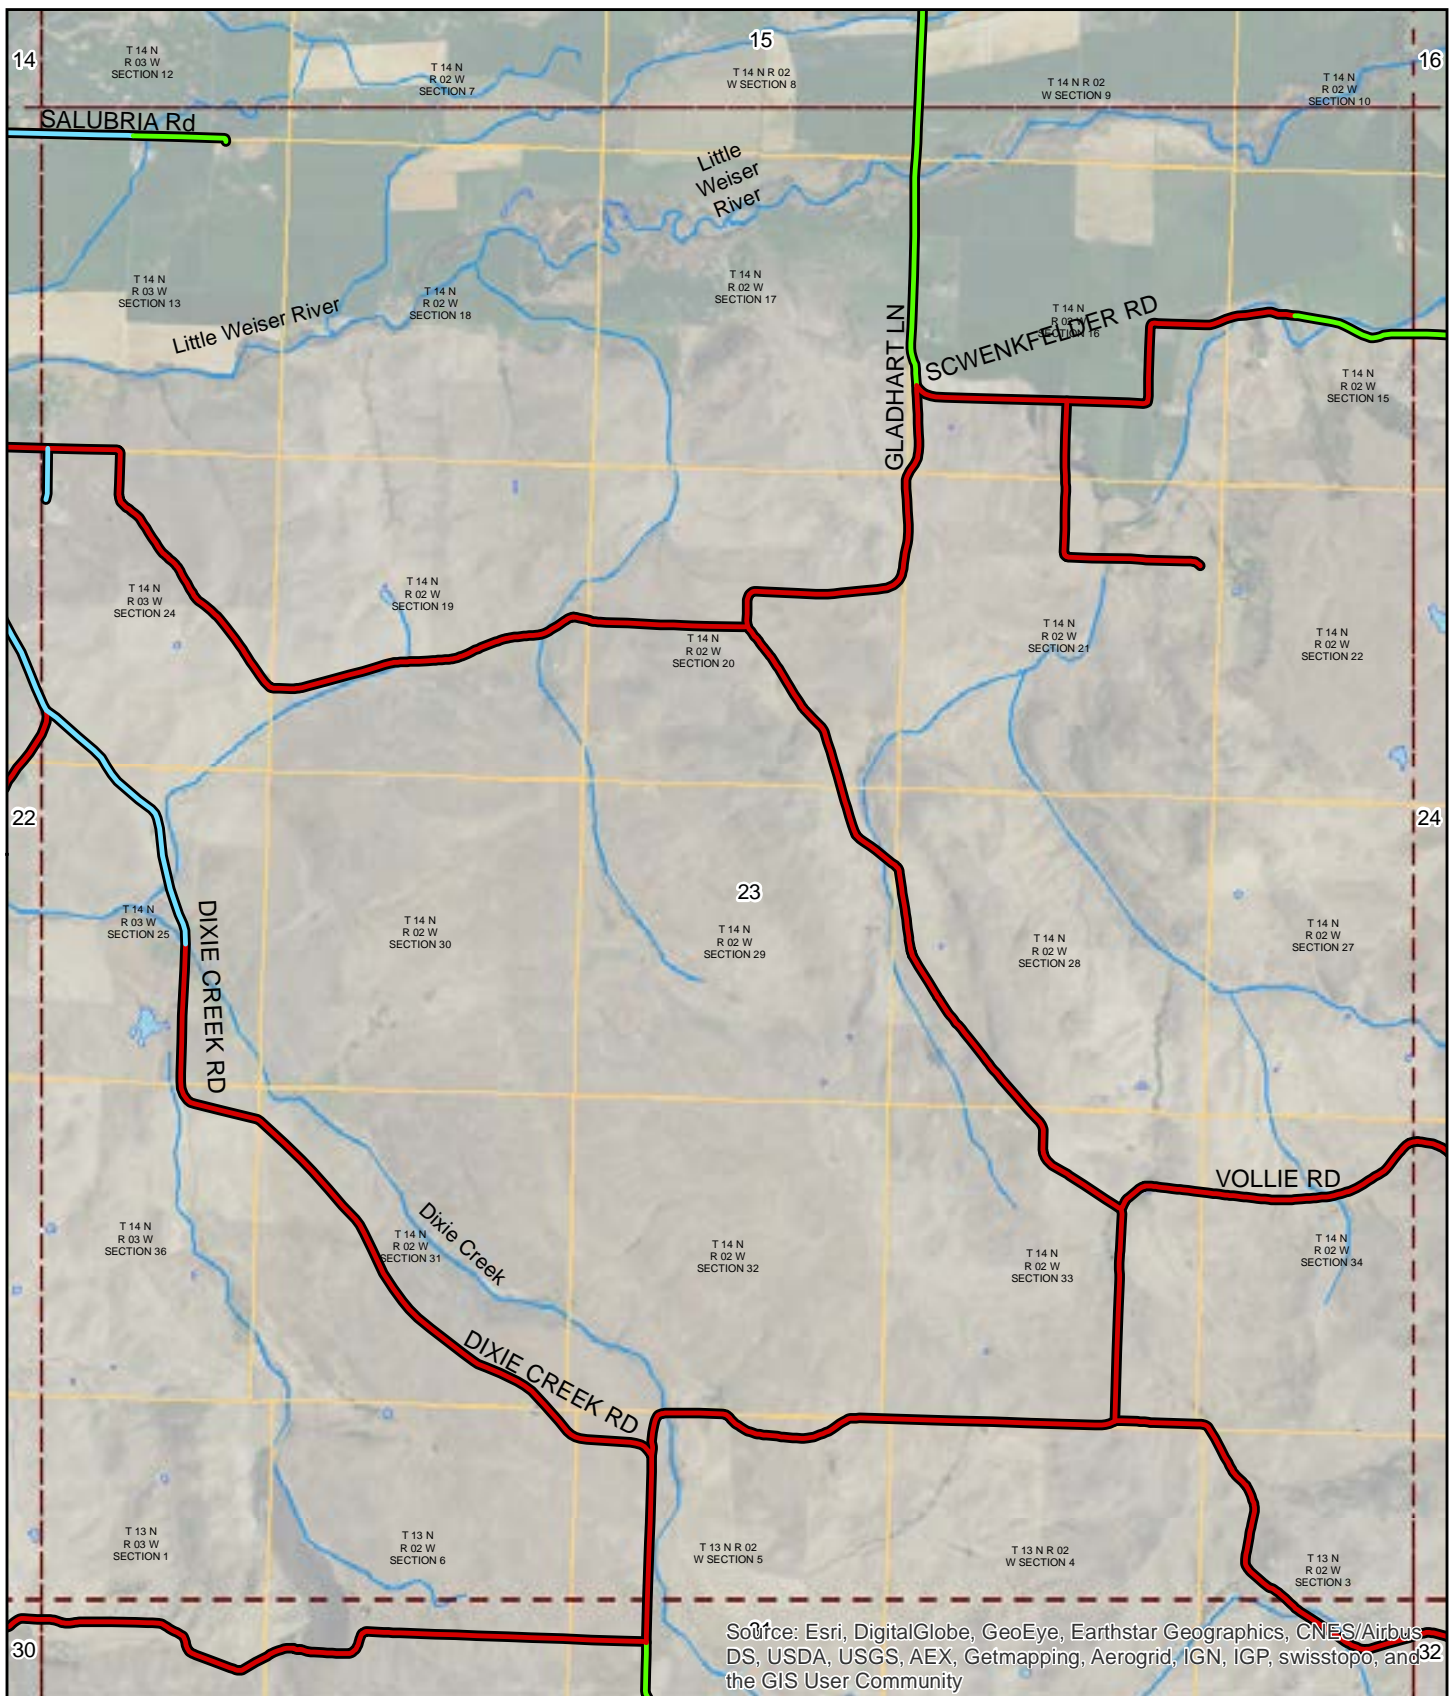 14
T 14 N
R 03 W
SECTION 12
T 14 N
R 02 W
SECTION 7
15
T 14 N R 02
W SECTION 8
T 14 N R 02
W SECTION 9
T 14 N
R 02 W
SECTION 10
16
SALUBRIA Rd
Little
Weiser
River
T 14 N
R 03 W
SECTION 13
Little Weiser River
T 14 N
R 02 W
SECTION 18
T 14 N
R 02 W
SECTION 17
GLADHART LN
T 14 N
R 02 W
SECTION 16
SCWENKFELDER RD
T 14 N
R 02 W
SECTION 15
T 14 N
R 03 W
SECTION 24
T 14 N
R 02 W
SECTION 19
T 14 N
R 02 W
SECTION 20
T 14 N
R 02 W
SECTION 21
T 14 N
R 02 W
SECTION 22
22
23
24
T 14 N
R 03 W
SECTION 25
DIXIE CREEK RD
T 14 N
R 02 W
SECTION 30
T 14 N
R 02 W
SECTION 29
T 14 N
R 02 W
SECTION 28
T 14 N
R 02 W
SECTION 27
VOLLIE RD
T 14 N
R 03 W
SECTION 36
T 14 N
R 02 W
SECTION 31
Dixie Creek
T 14 N
R 02 W
SECTION 32
T 14 N
R 02 W
SECTION 33
T 14 N
R 02 W
SECTION 34
DIXIE CREEK RD
T 13 N
R 03 W
SECTION 1
T 13 N
R 02 W
SECTION 6
T 13 N R 02
W SECTION 5
T 13 N R 02
W SECTION 4
T 13 N
R 02 W
SECTION 3
30
31
32
Source: Esri, DigitalGlobe, GeoEye, Earthstar Geographics, CNES/Airbus
DS, USDA, USGS, AEX, Getmapping, Aerogrid, IGN, IGP, swisstopo, and
the GIS User Community